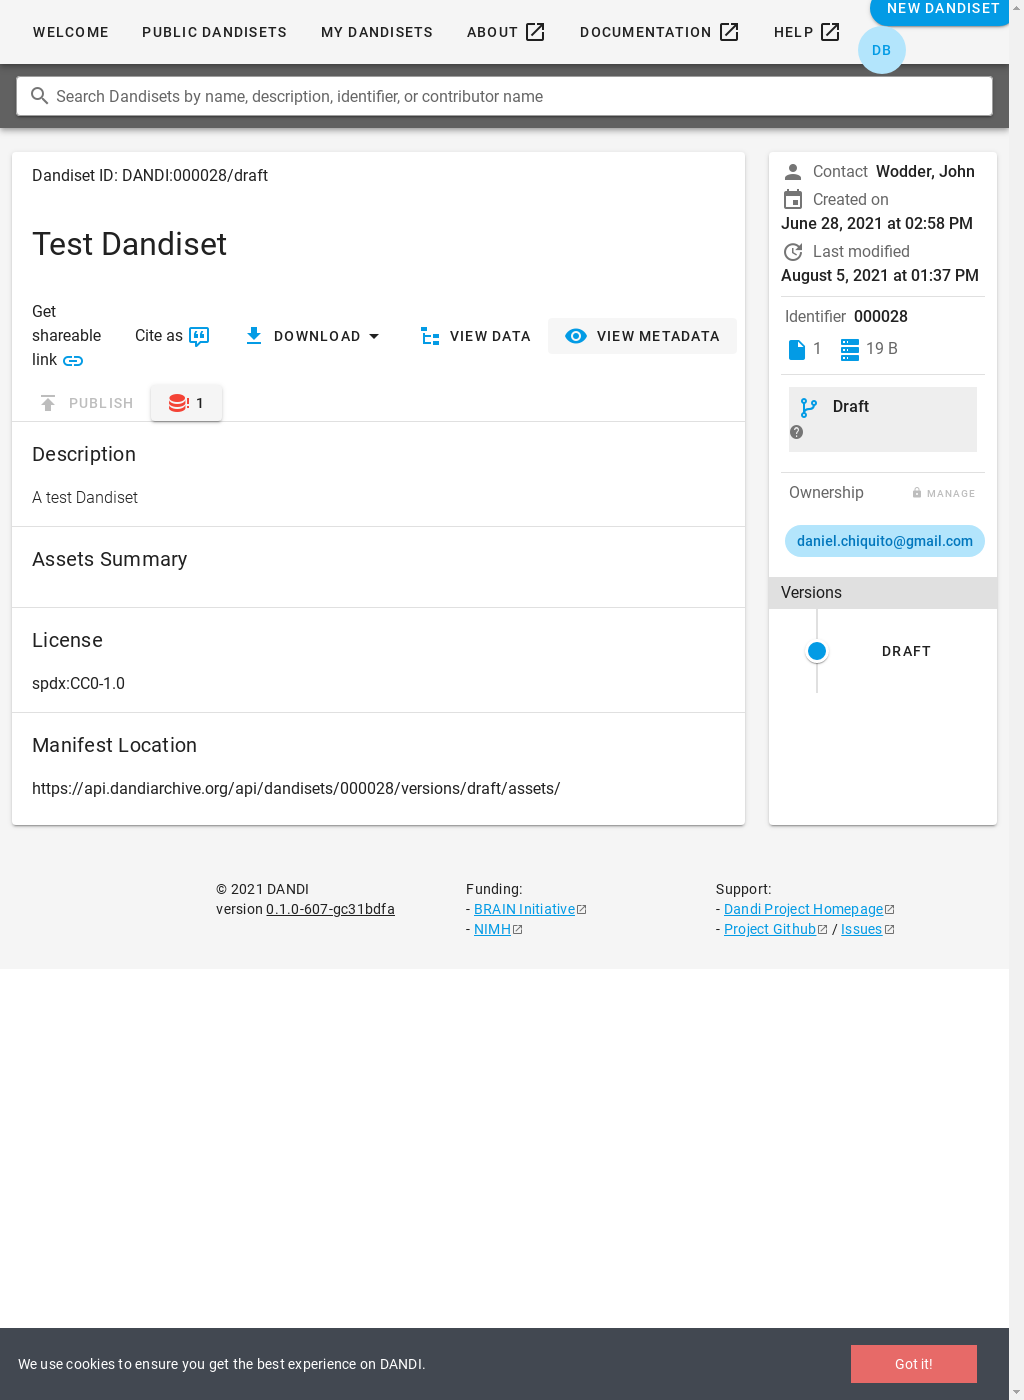 WELCOME
PUBLIC DANDISETS
MY DANDISETS
ABOUT
DOCUMENTATION
HELP
NEW DANDISET
DB
Search Dandisets by name, description, identifier, or contributor name
Dandiset ID: DANDI:000028/draft
Test Dandiset
Get
shareable
link
Cite as
DOWNLOAD
VIEW DATA
VIEW METADATA
PUBLISH
1
Description
A test Dandiset
Assets Summary
License
spdx:CC0-1.0
Manifest Location
https://api.dandiarchive.org/api/dandisets/000028/versions/draft/assets/
Contact Wodder, John
Created on
June 28, 2021 at 02:58 PM
Last modified
August 5, 2021 at 01:37 PM
Identifier 000028
1 19 B
Draft
Ownership MANAGE
daniel.chiquito@gmail.com
Versions
DRAFT
© 2021 DANDI
version 0.1.0-607-gc31bdfa
Funding:
- BRAIN Initiative
- NIMH
Support:
- Dandi Project Homepage
- Project Github / Issues
We use cookies to ensure you get the best experience on DANDI.
Got it!